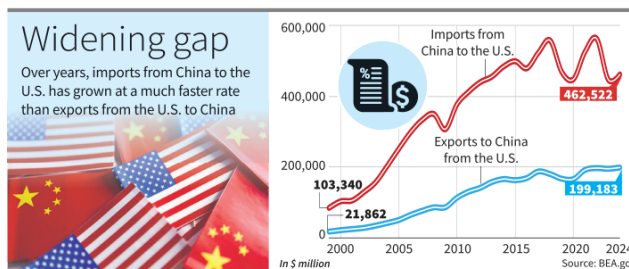 Widening gap
Over years, imports from China to the
U.S. has grown at a much faster rate
than exports from the U.S. to China
600,000
400,000
200,000
0
Imports from
China to the U.S.
%
$
462,522
Exports to China
from the U.S.
199,183
103,340
21,862
2000
2005
2010
2015
2020
2024
In $ million
Source: BEA.go